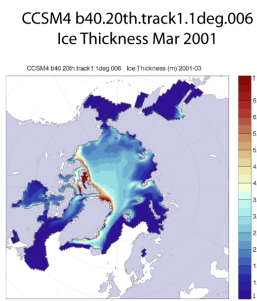 CCSM4 b40.20th.track1.1deg.006
Ice Thickness Mar 2001
CCSM4 b40.20th.track1.1deg.006 Ice Thickness (m) 2001-03